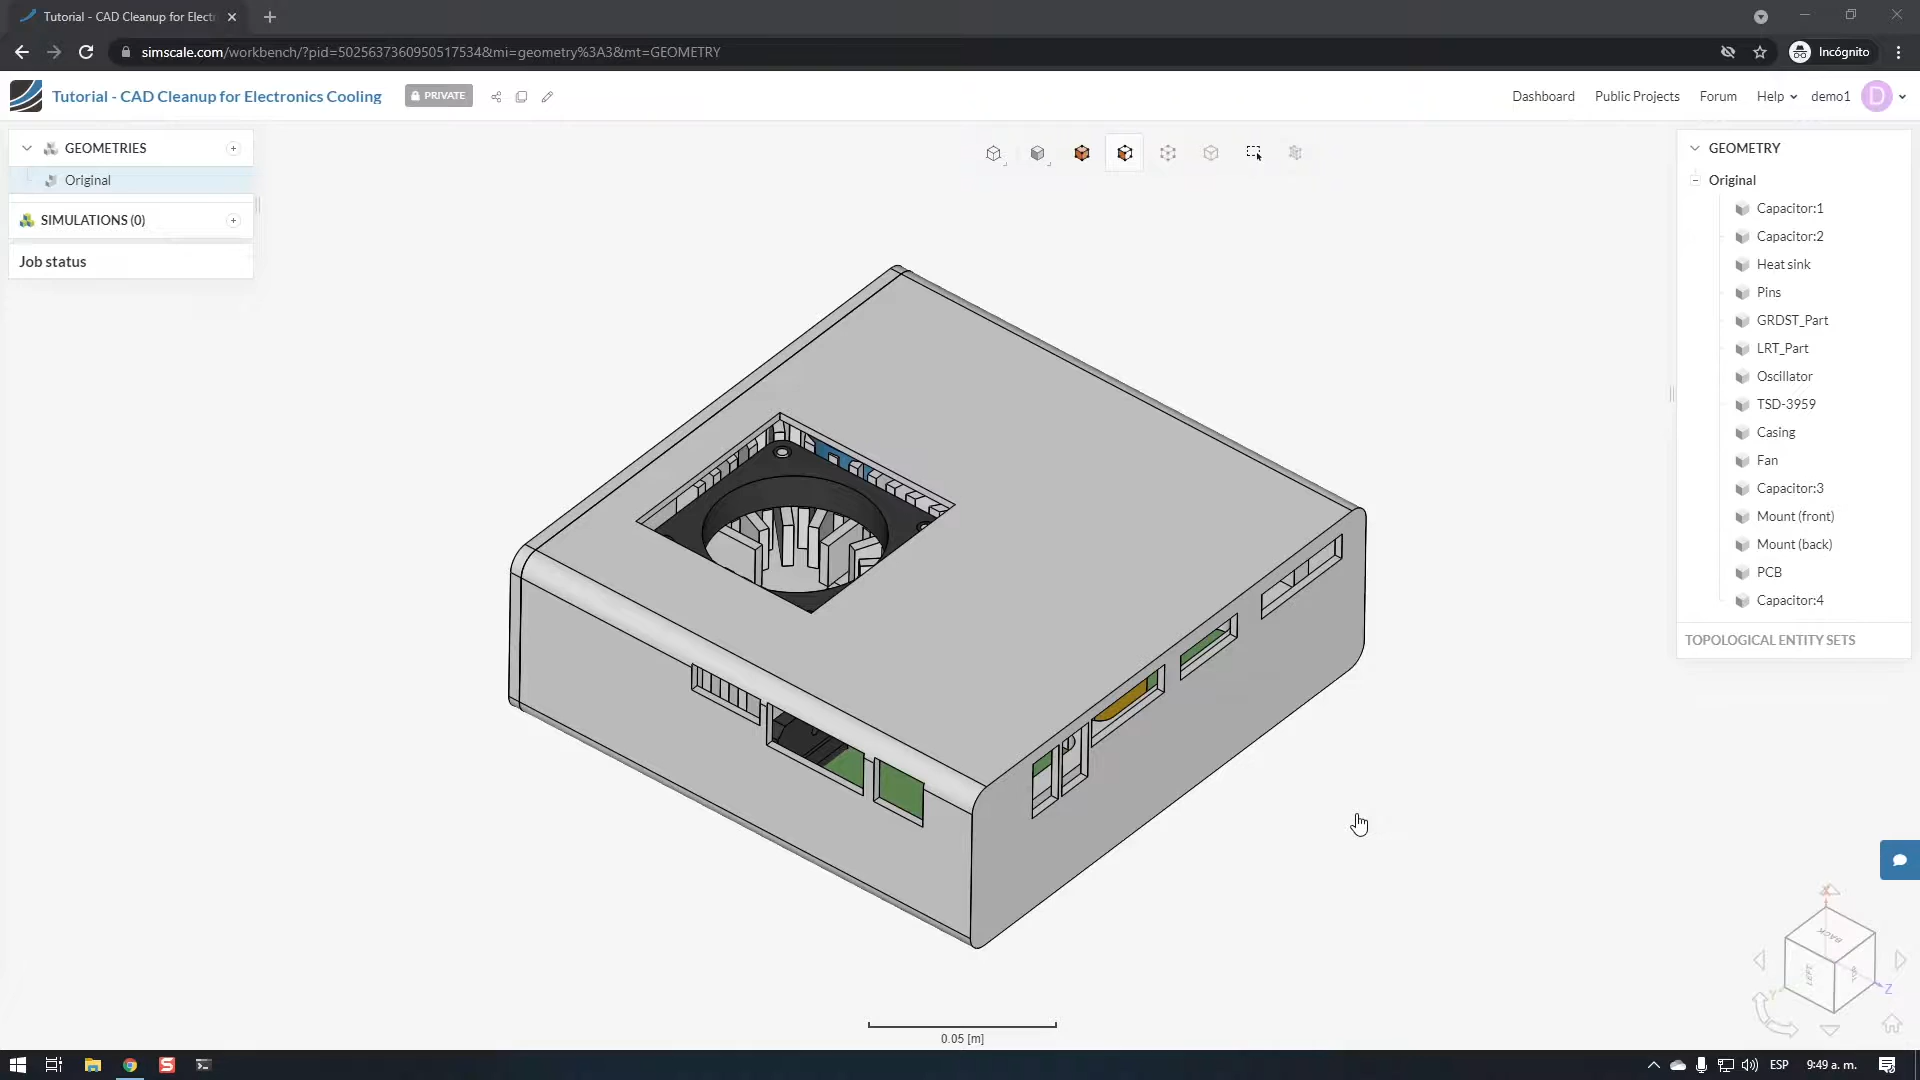 Tutorial - CAD Cleanup for Elect
simscale.com/workbench/?pid=5025637360950517534&mi=geometry%3A3&mt=GEOMETRY
Incógnito
Tutorial - CAD Cleanup for Electronics Cooling
PRIVATE
Dashboard
Public Projects
Forum
Help
demo1
D
GEOMETRIES
Original
SIMULATIONS (0)
Job status
GEOMETRY
Original
Capacitor:1
Capacitor:2
Heat sink
Pins
GRDST_Part
LRT_Part
Oscillator
TSD-3959
Casing
Fan
Capacitor:3
Mount (front)
Mount (back)
PCB
Capacitor:4
TOPOLOGICAL ENTITY SETS
X
BACK
LEFT
Y
Z
0.05 [m]
ESP
9:49 a. m.